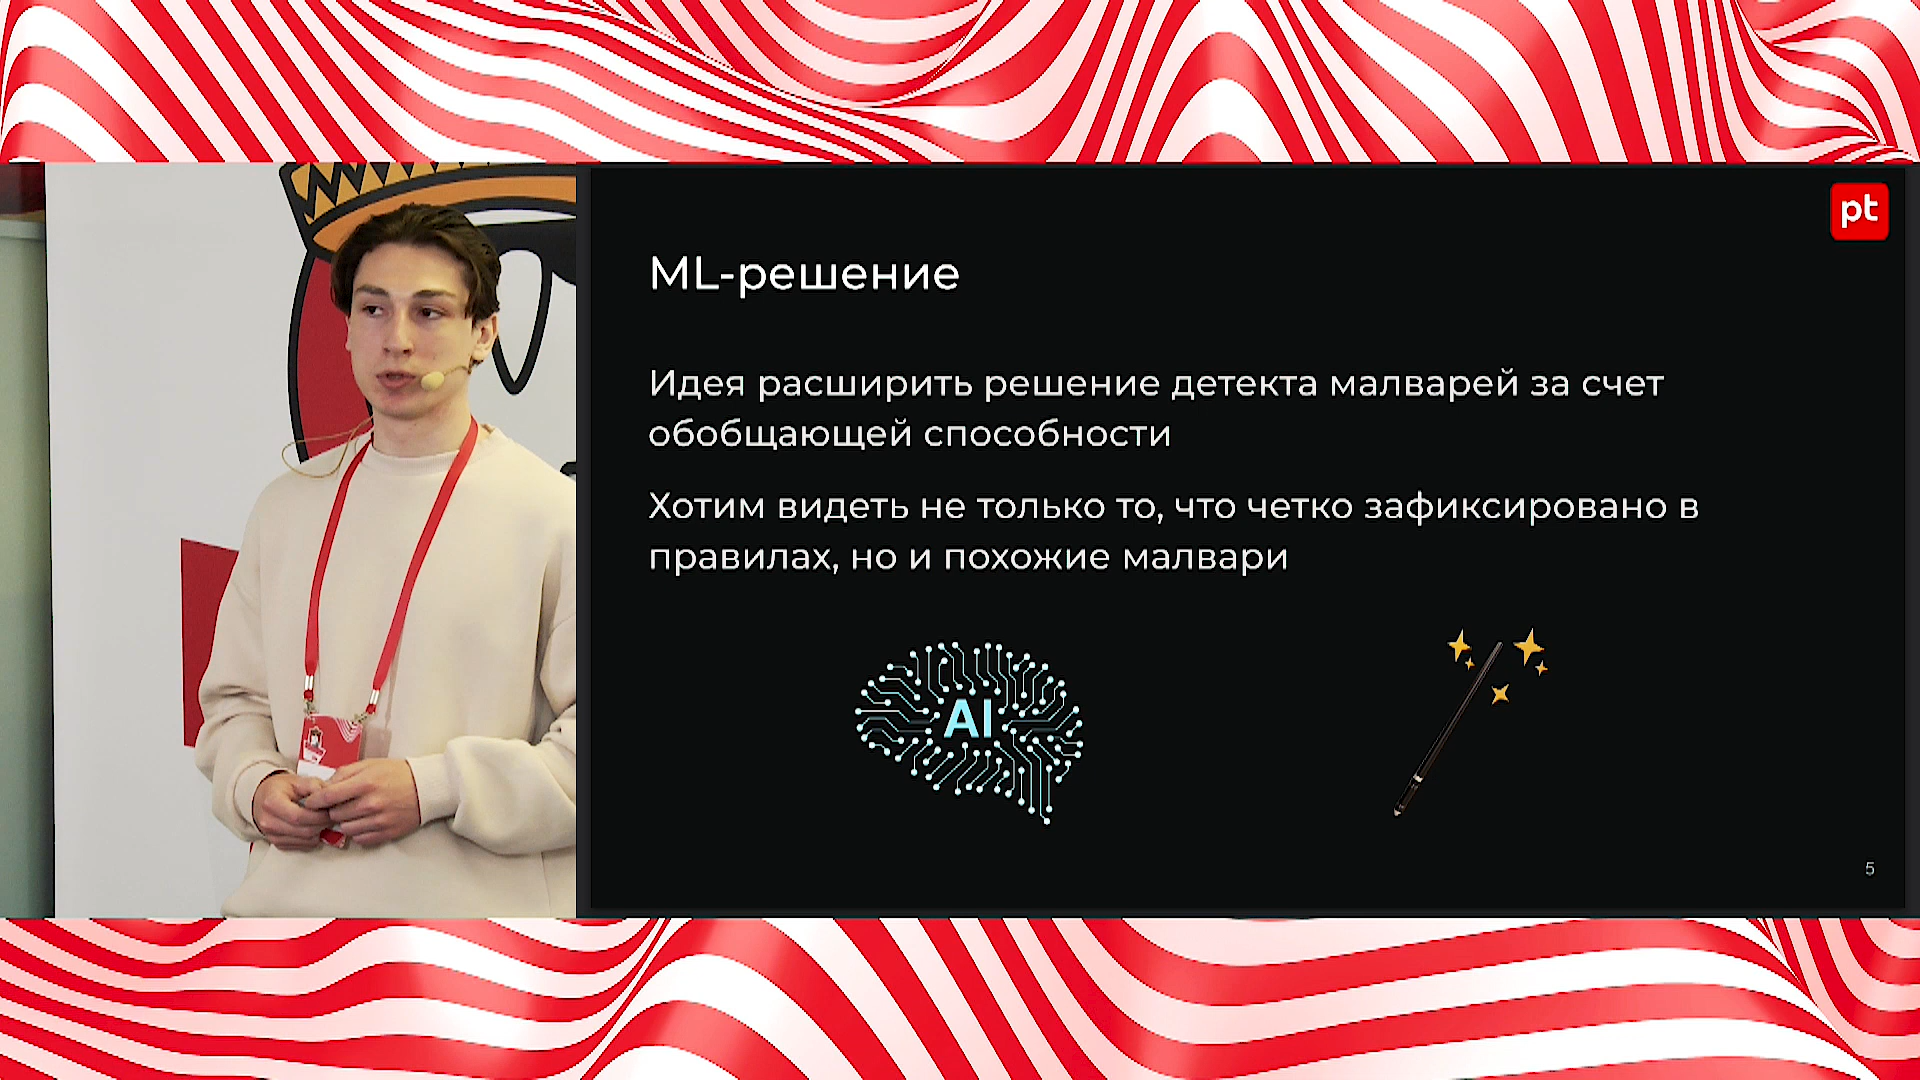 pt
ML-решение
Идея расширить решение детекта малварей за счет
обобщающей способности
Хотим видеть не только то, что четко зафиксировано в
правилах, но и похожие малвари
AI
5